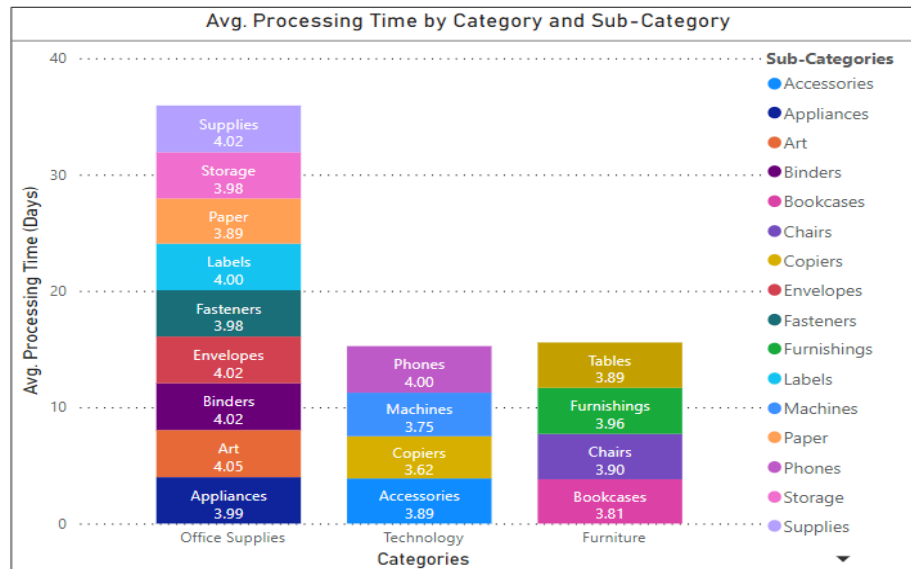 Avg. Processing Time by Category and Sub-Category
Avg. Processing Time (Days)
40
30
20
10
0
Supplies
4.02
Storage
3.98
Paper
3.89
Labels
4.00
Fasteners
3.98
Envelopes
4.02
Binders
4.02
Art
4.05
Appliances
3.99
Phones
4.00
Machines
3.75
Copiers
3.62
Accessories
3.89
Tables
3.89
Furnishings
3.96
Chairs
3.90
Bookcases
3.81
Office Supplies
Technology
Furniture
Categories
Sub-Categories
Accessories
Appliances
Art
Binders
Bookcases
Chairs
Copiers
Envelopes
Fasteners
Furnishings
Labels
Machines
Paper
Phones
Storage
Supplies